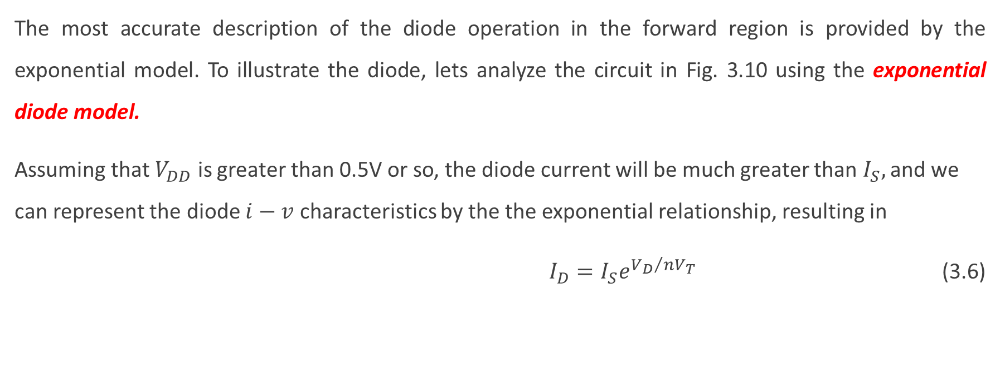 The most accurate description of the diode operation in the forward region is provided by the
exponential model. To illustrate the diode, lets analyze the circuit in Fig. 3.10 using the exponential
diode model.
Assuming that V_DD is greater than 0.5V or so, the diode current will be much greater than I_S, and we
can represent the diode i − v characteristics by the the exponential relationship, resulting in
I_D = I_S e^{V_D/nV_T} (3.6)